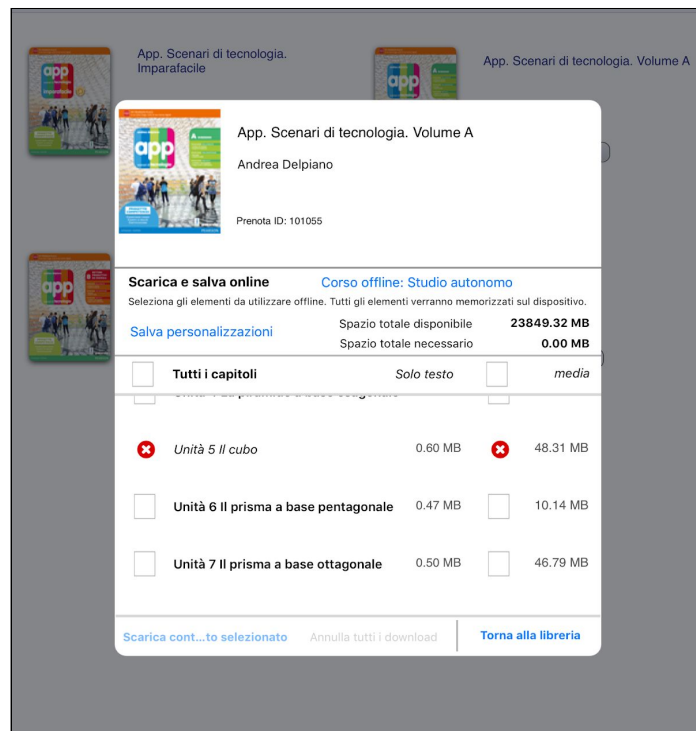 App. Scenari di tecnologia.
Imparafacile
App. Scenari di tecnologia. Volume A
app
Imparafacile
app
App. Scenari di tecnologia. Volume A
Andrea Delpiano
Prenota ID: 101055
app
app
Scarica e salva online
Corso offline: Studio autonomo
Seleziona gli elementi da utilizzare offline. Tutti gli elementi verranno memorizzati sul dispositivo.
Salva personalizzazioni
Spazio totale disponibile 23849.32 MB
Spazio totale necessario 0.00 MB
Tutti i capitoli Solo testo media
Unità 5 Il cubo 0.60 MB 48.31 MB
Unità 6 Il prisma a base pentagonale 0.47 MB 10.14 MB
Unità 7 Il prisma a base ottagonale 0.50 MB 46.79 MB
Scarica cont...to selezionato Annulla tutti i download Torna alla libreria